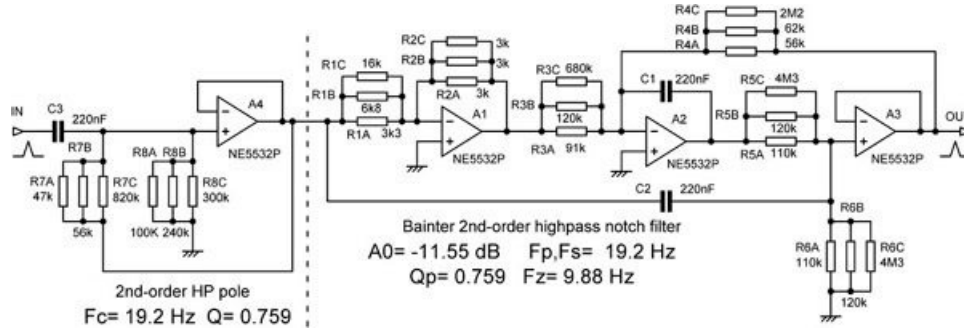 R4C
2M2
R4B
62k
R4A
56k
R2C
3k
R2B
3k
R2A
3k
R1C
16k
R1B
6k8
R1A
3k3
R3C
680k
R3B
120k
R3A
91k
C1
220nF
R5C
4M3
R5B
120k
R5A
110k
A4
A1
A2
A3
NE5532P
NE5532P
NE5532P
NE5532P
IN
OUT
C3
220nF
R7B
R7A
47k
R7C
820k
56k
R8A
R8B
R8C
300k
100K
240k
C2
220nF
R6B
R6A
110k
R6C
4M3
120k
Bainter 2nd-order highpass notch filter
A0= -11.55 dB Fp,Fs= 19.2 Hz
Qp= 0.759 Fz= 9.88 Hz
2nd-order HP pole
Fc= 19.2 Hz Q= 0.759